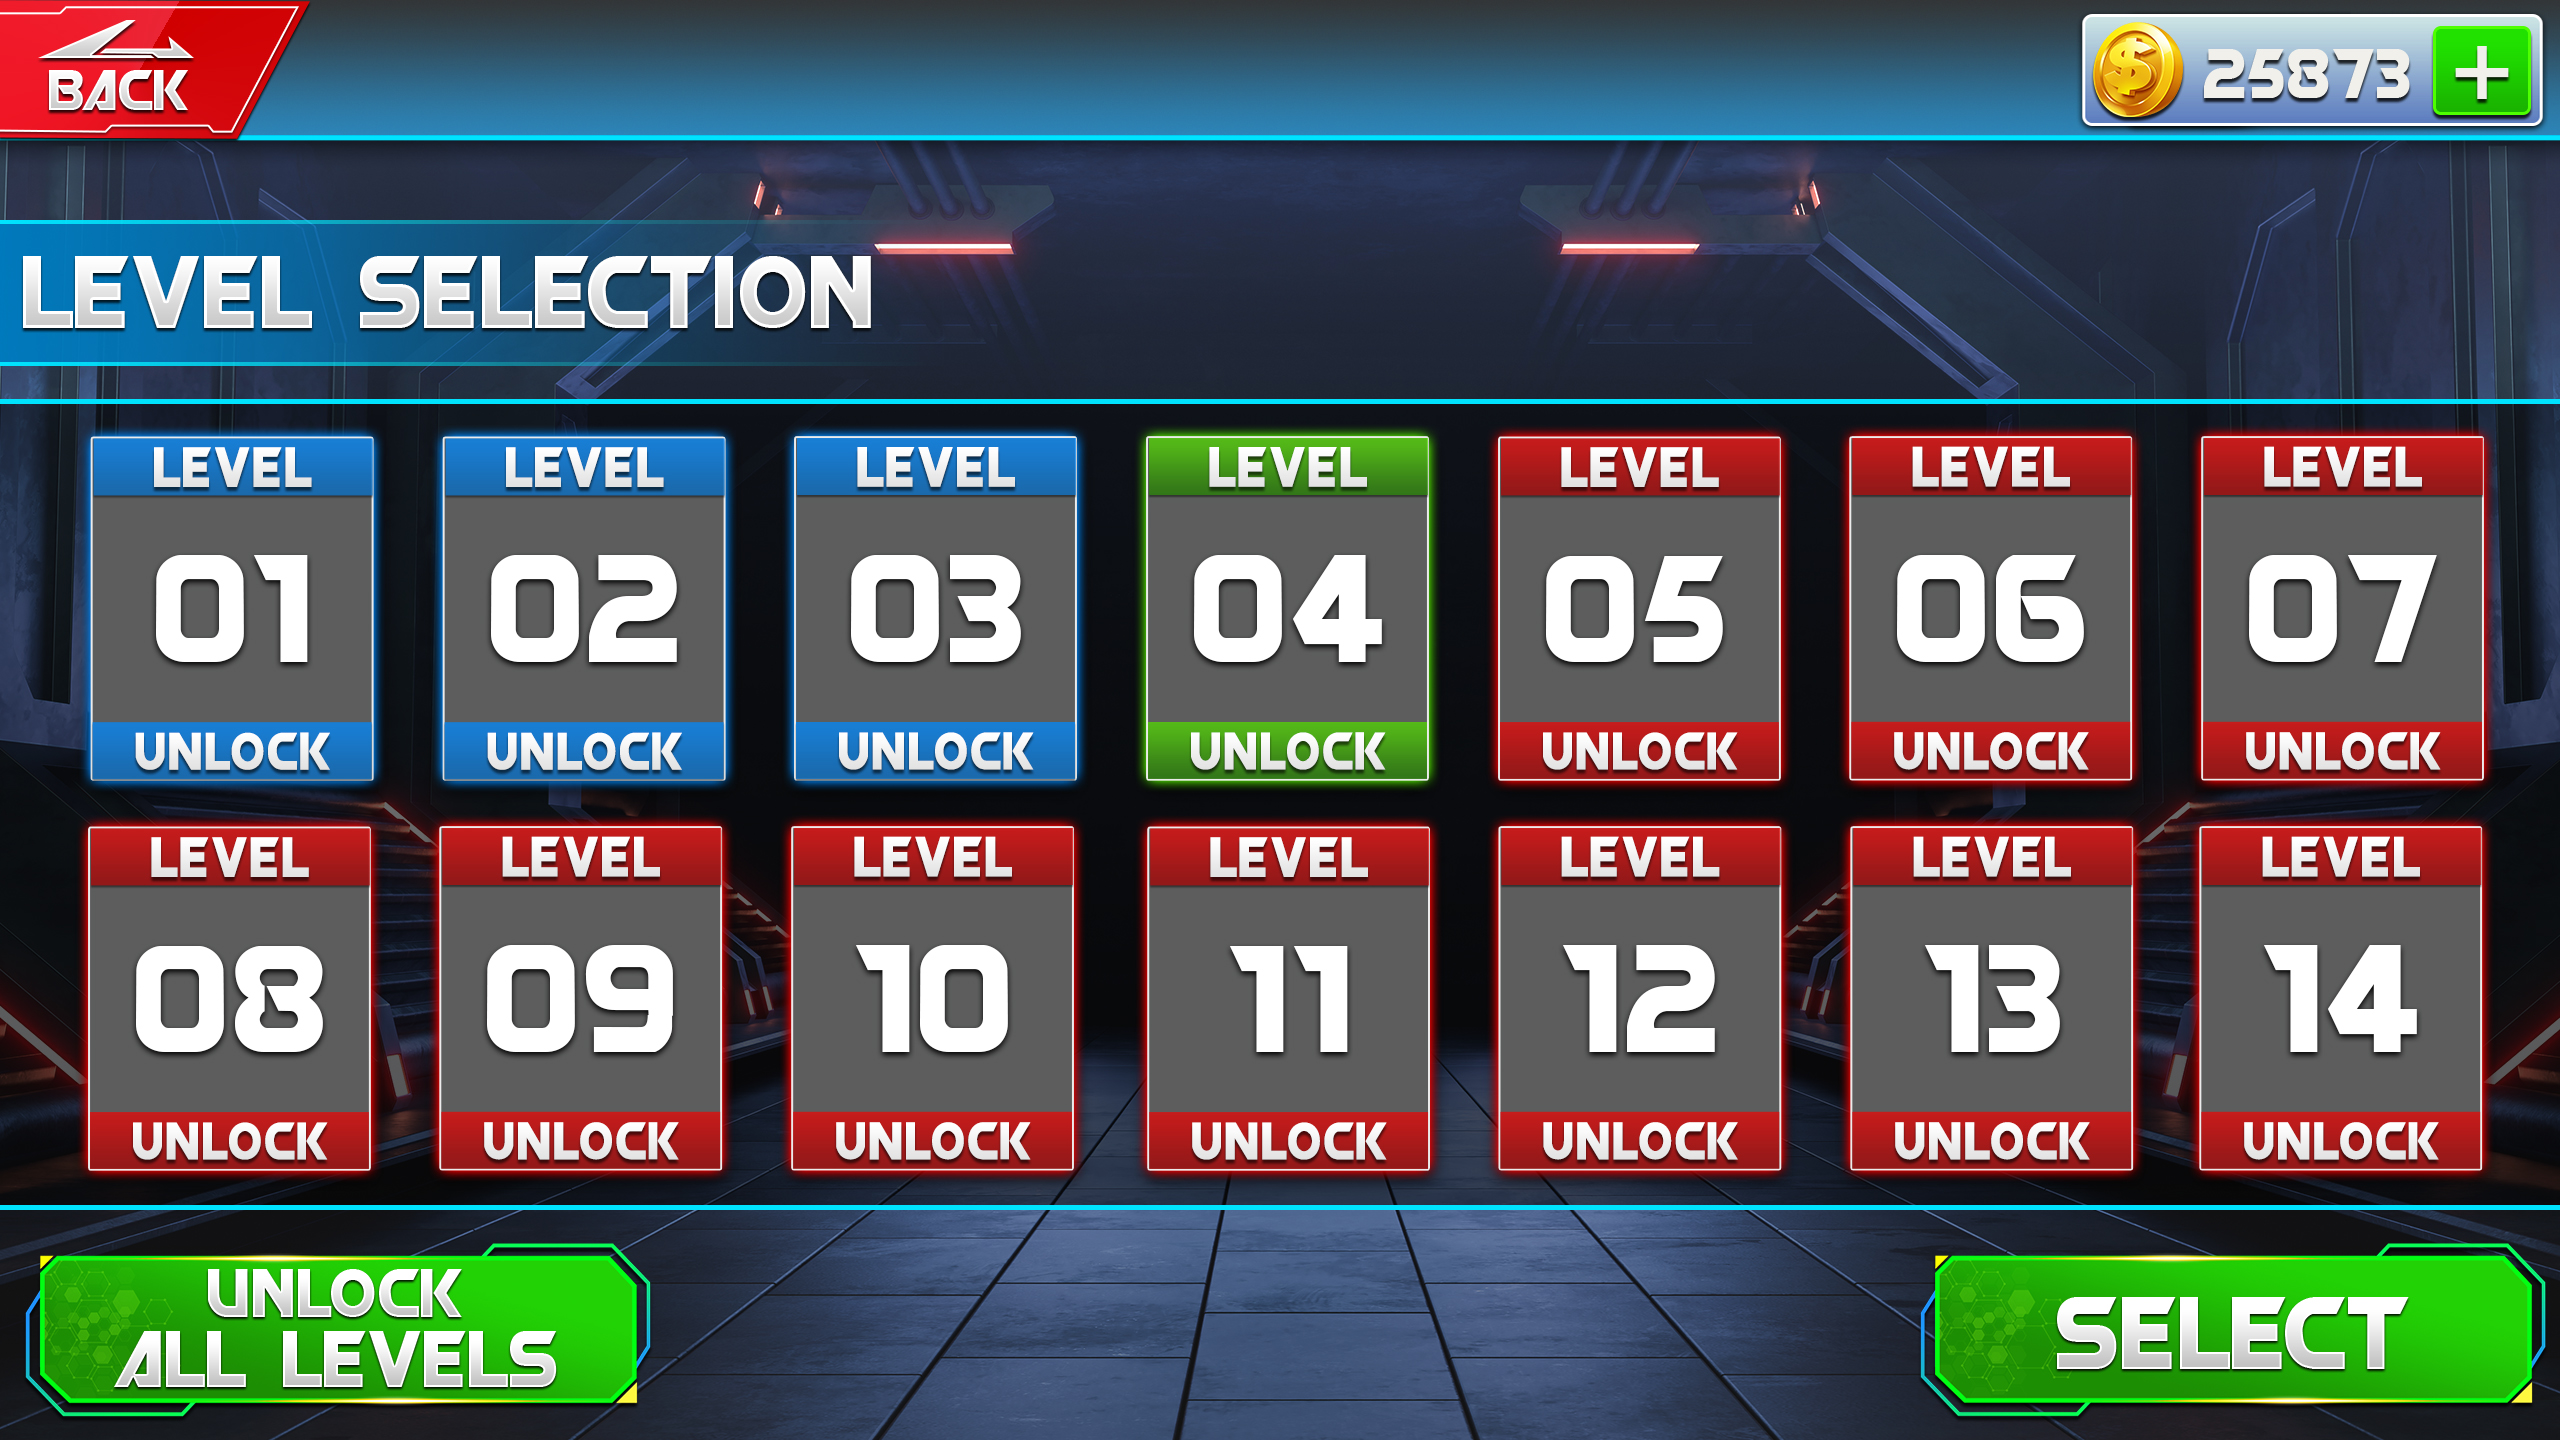 BACK
25873
LEVEL SELECTION
LEVEL LEVEL LEVEL LEVEL LEVEL LEVEL LEVEL
01 02 03 04 05 06 07
UNLOCK UNLOCK UNLOCK UNLOCK UNLOCK UNLOCK UNLOCK
LEVEL LEVEL LEVEL LEVEL LEVEL LEVEL LEVEL
08 09 10 11 12 13 14
UNLOCK UNLOCK UNLOCK UNLOCK UNLOCK UNLOCK UNLOCK
UNLOCK
ALL LEVELS
SELECT